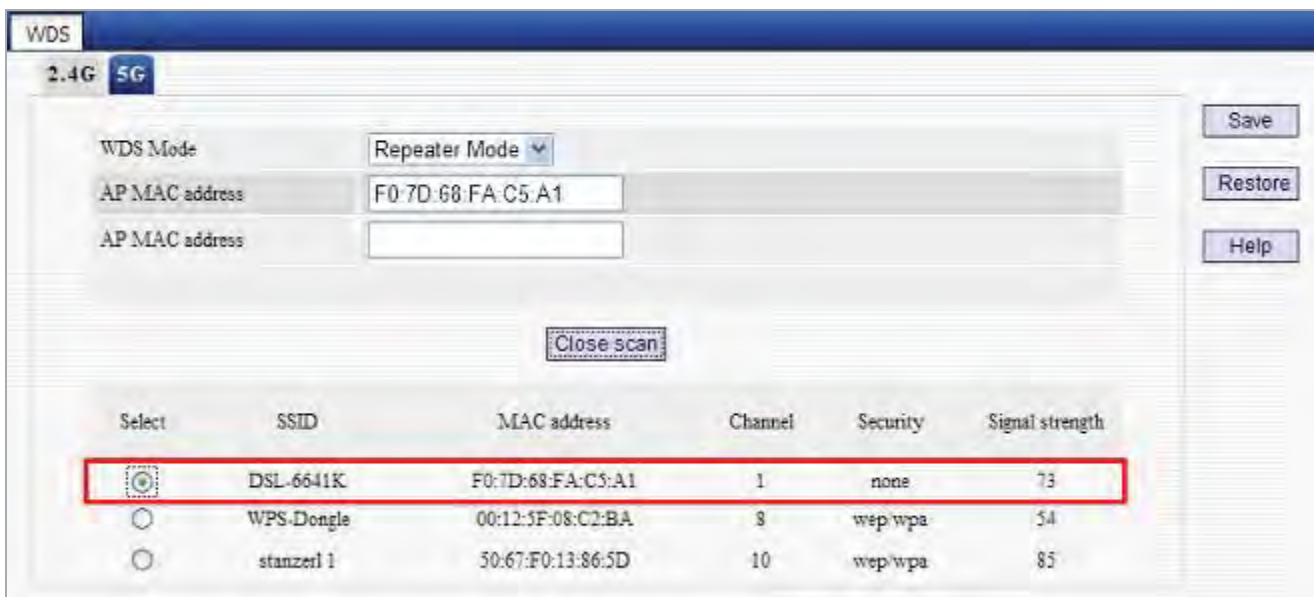 WDS
2.4G 5G
Save
WDS Mode Repeater Mode
Restore
AP MAC address F0:7D:68:FA:C5:A1
AP MAC address
Help
Close scan
Select SSID MAC address Channel Security Signal strength
DSL-6641K F0:7D:68:FA:C5:A1 1 none 73
WPS-Dongle 00:12:5F:08:C2:BA 8 wep/wpa 54
stanzerl 1 50:67:F0:13:86:5D 10 wep/wpa 85